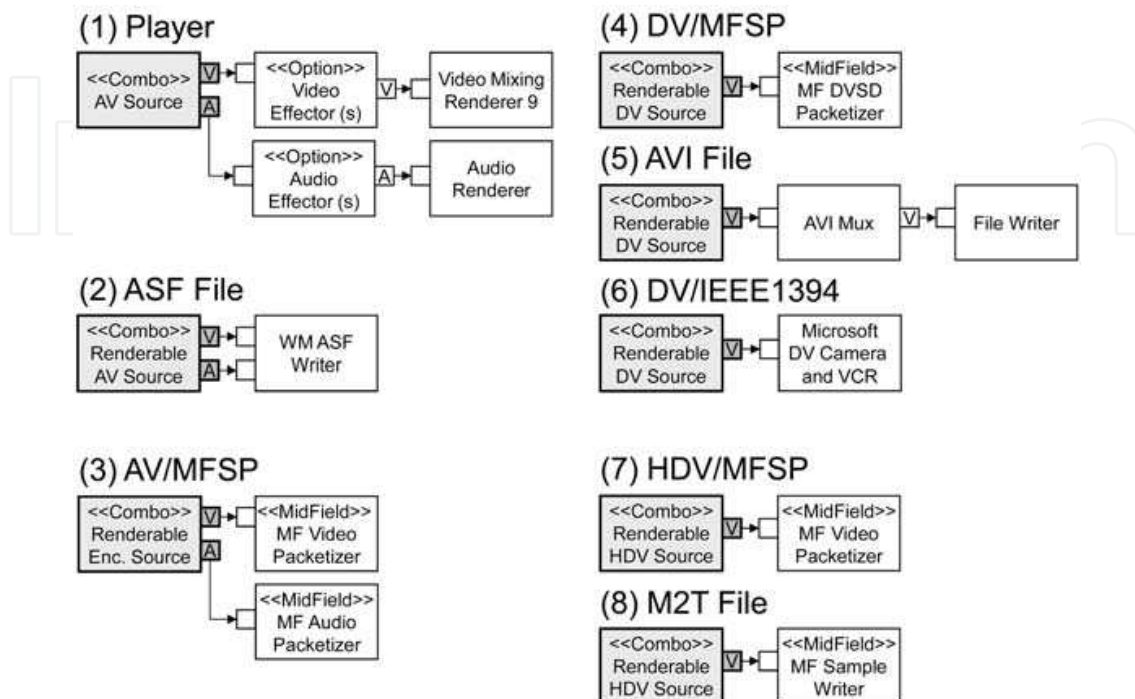 (1) Player
<<Combo>>
AV Source
V
A
<<Option>>
Video
Effector (s)
V
Video Mixing
Renderer 9
<<Option>>
Audio
Effector (s)
A
Audio
Renderer
(2) ASF File
<<Combo>>
Renderable
AV Source
V
A
WM ASF
Writer
(3) AV/MFSP
<<Combo>>
Renderable
Enc. Source
V
A
<<MidField>>
MF Video
Packetizer
<<MidField>>
MF Audio
Packetizer
(4) DV/MFSP
<<Combo>>
Renderable
DV Source
V
<<MidField>>
MF DVSD
Packetizer
(5) AVI File
<<Combo>>
Renderable
DV Source
V
AVI Mux
V
File Writer
(6) DV/IEEE1394
<<Combo>>
Renderable
DV Source
V
Microsoft
DV Camera
and VCR
(7) HDV/MFSP
<<Combo>>
Renderable
HDV Source
V
<<MidField>>
MF Video
Packetizer
(8) M2T File
<<Combo>>
Renderable
HDV Source
V
<<MidField>>
MF Sample
Writer